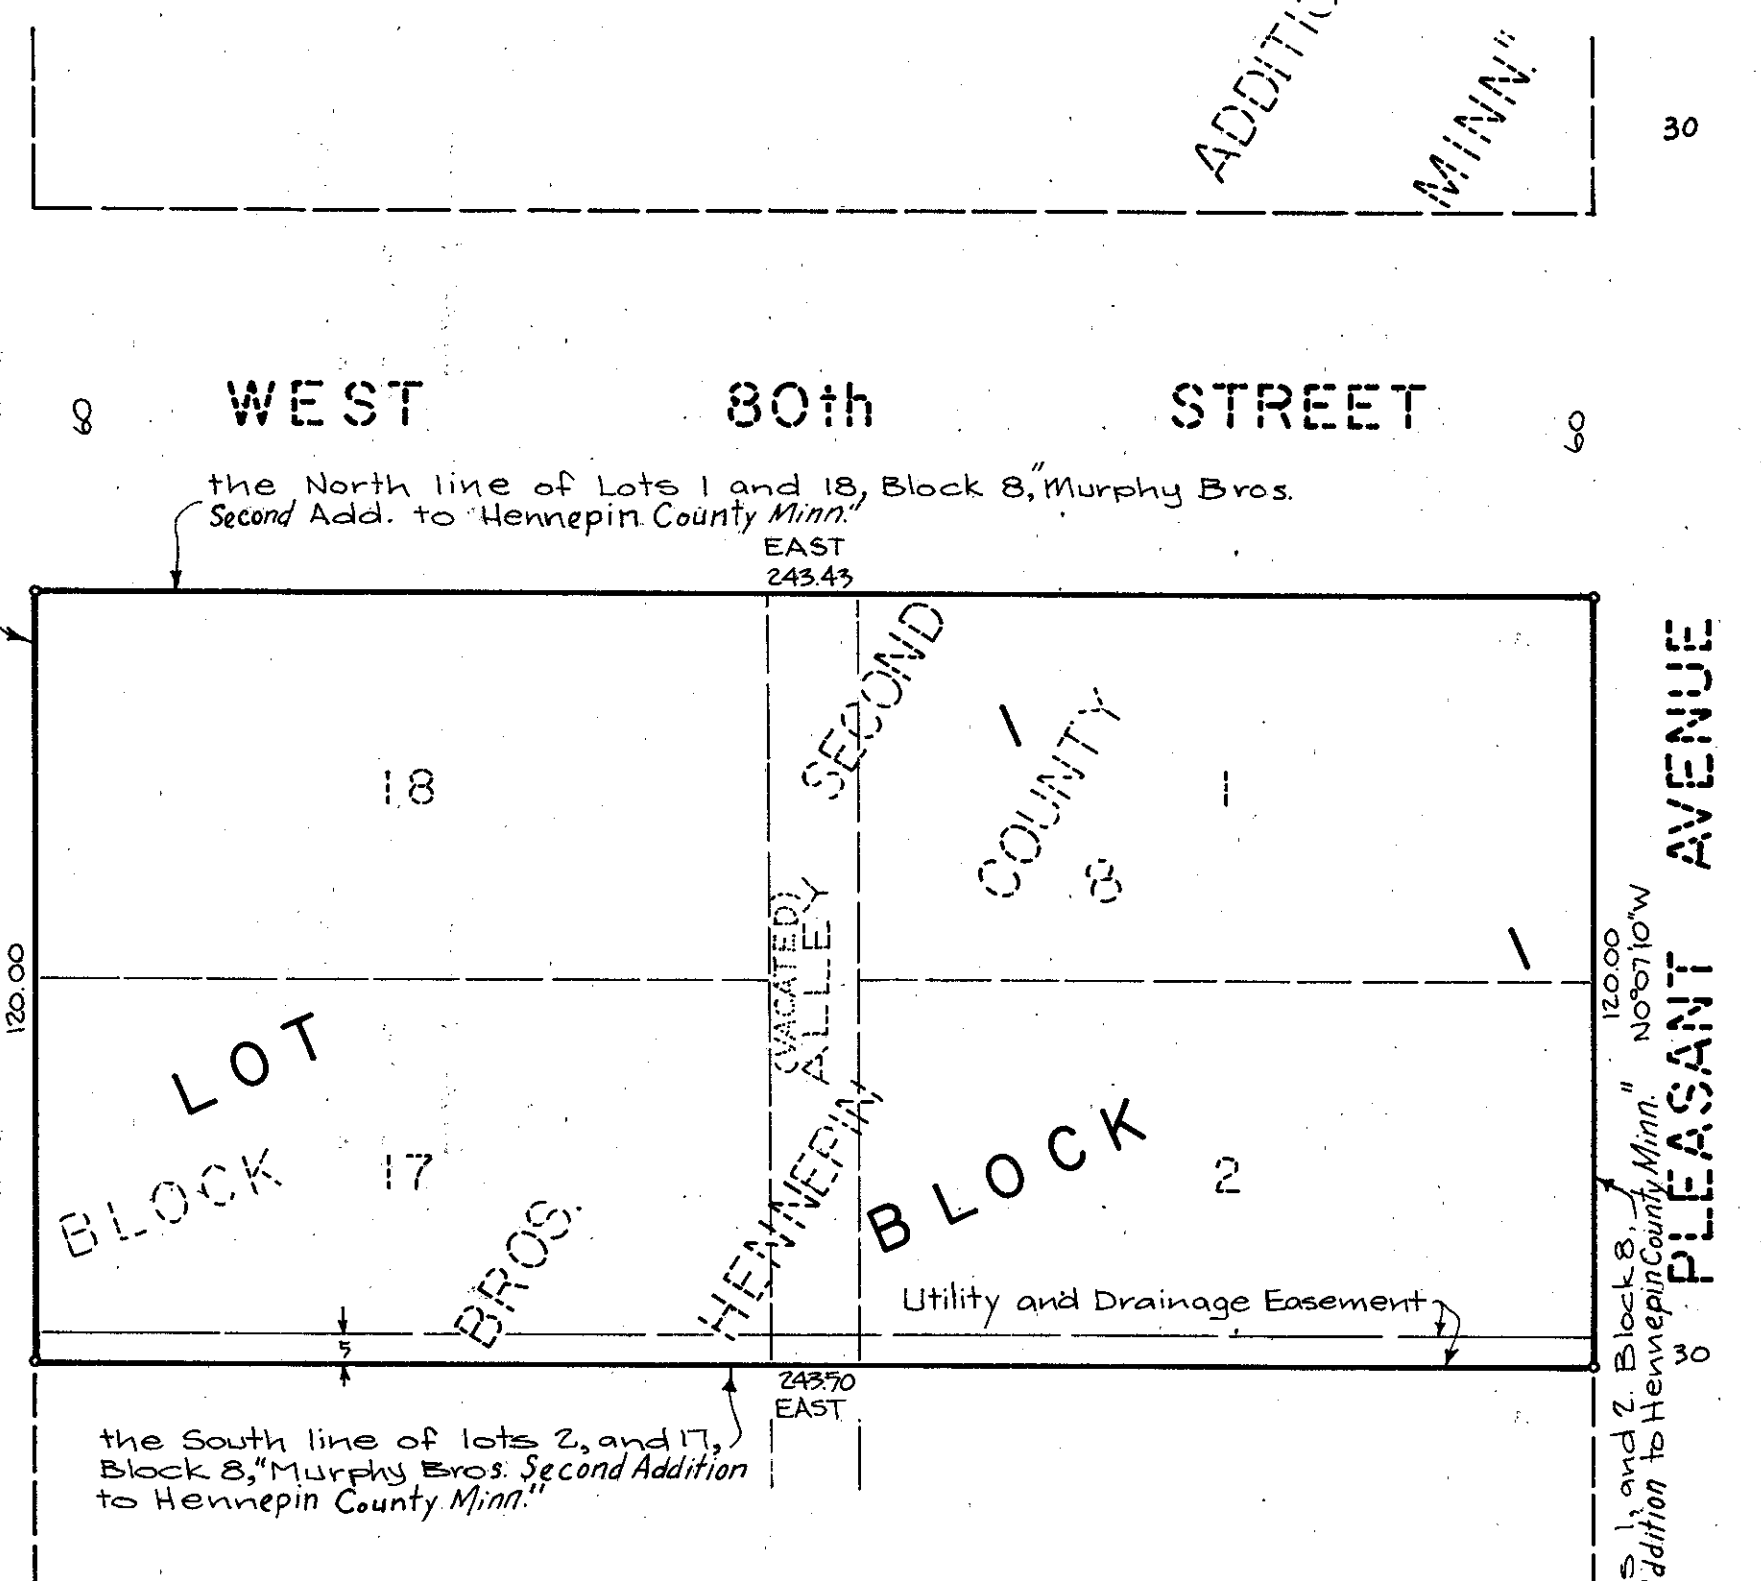 MINN."
30
WEST 80th STREET
60
the North line of Lots 1 and 18, Block 8, "Murphy Bros.
Second Add. to Hennepin County Minn."
EAST
243.43
SECOND
COUNTY
1
18
1
8
(VACATED)
ALLEY
120.00
120.00
N0°07'10"W
PLEASANT AVENUE
LOT
1
BLOCK
17
BROS.
HENNEPIN
BLOCK
2
Utility and Drainage Easement
5
30
243.50
EAST
the South line of lots 2, and 17,
Block 8, "Murphy Bros. Second Addition
to Hennepin County Minn."
1, and 2. Block 8,
to Hennepin County Minn."